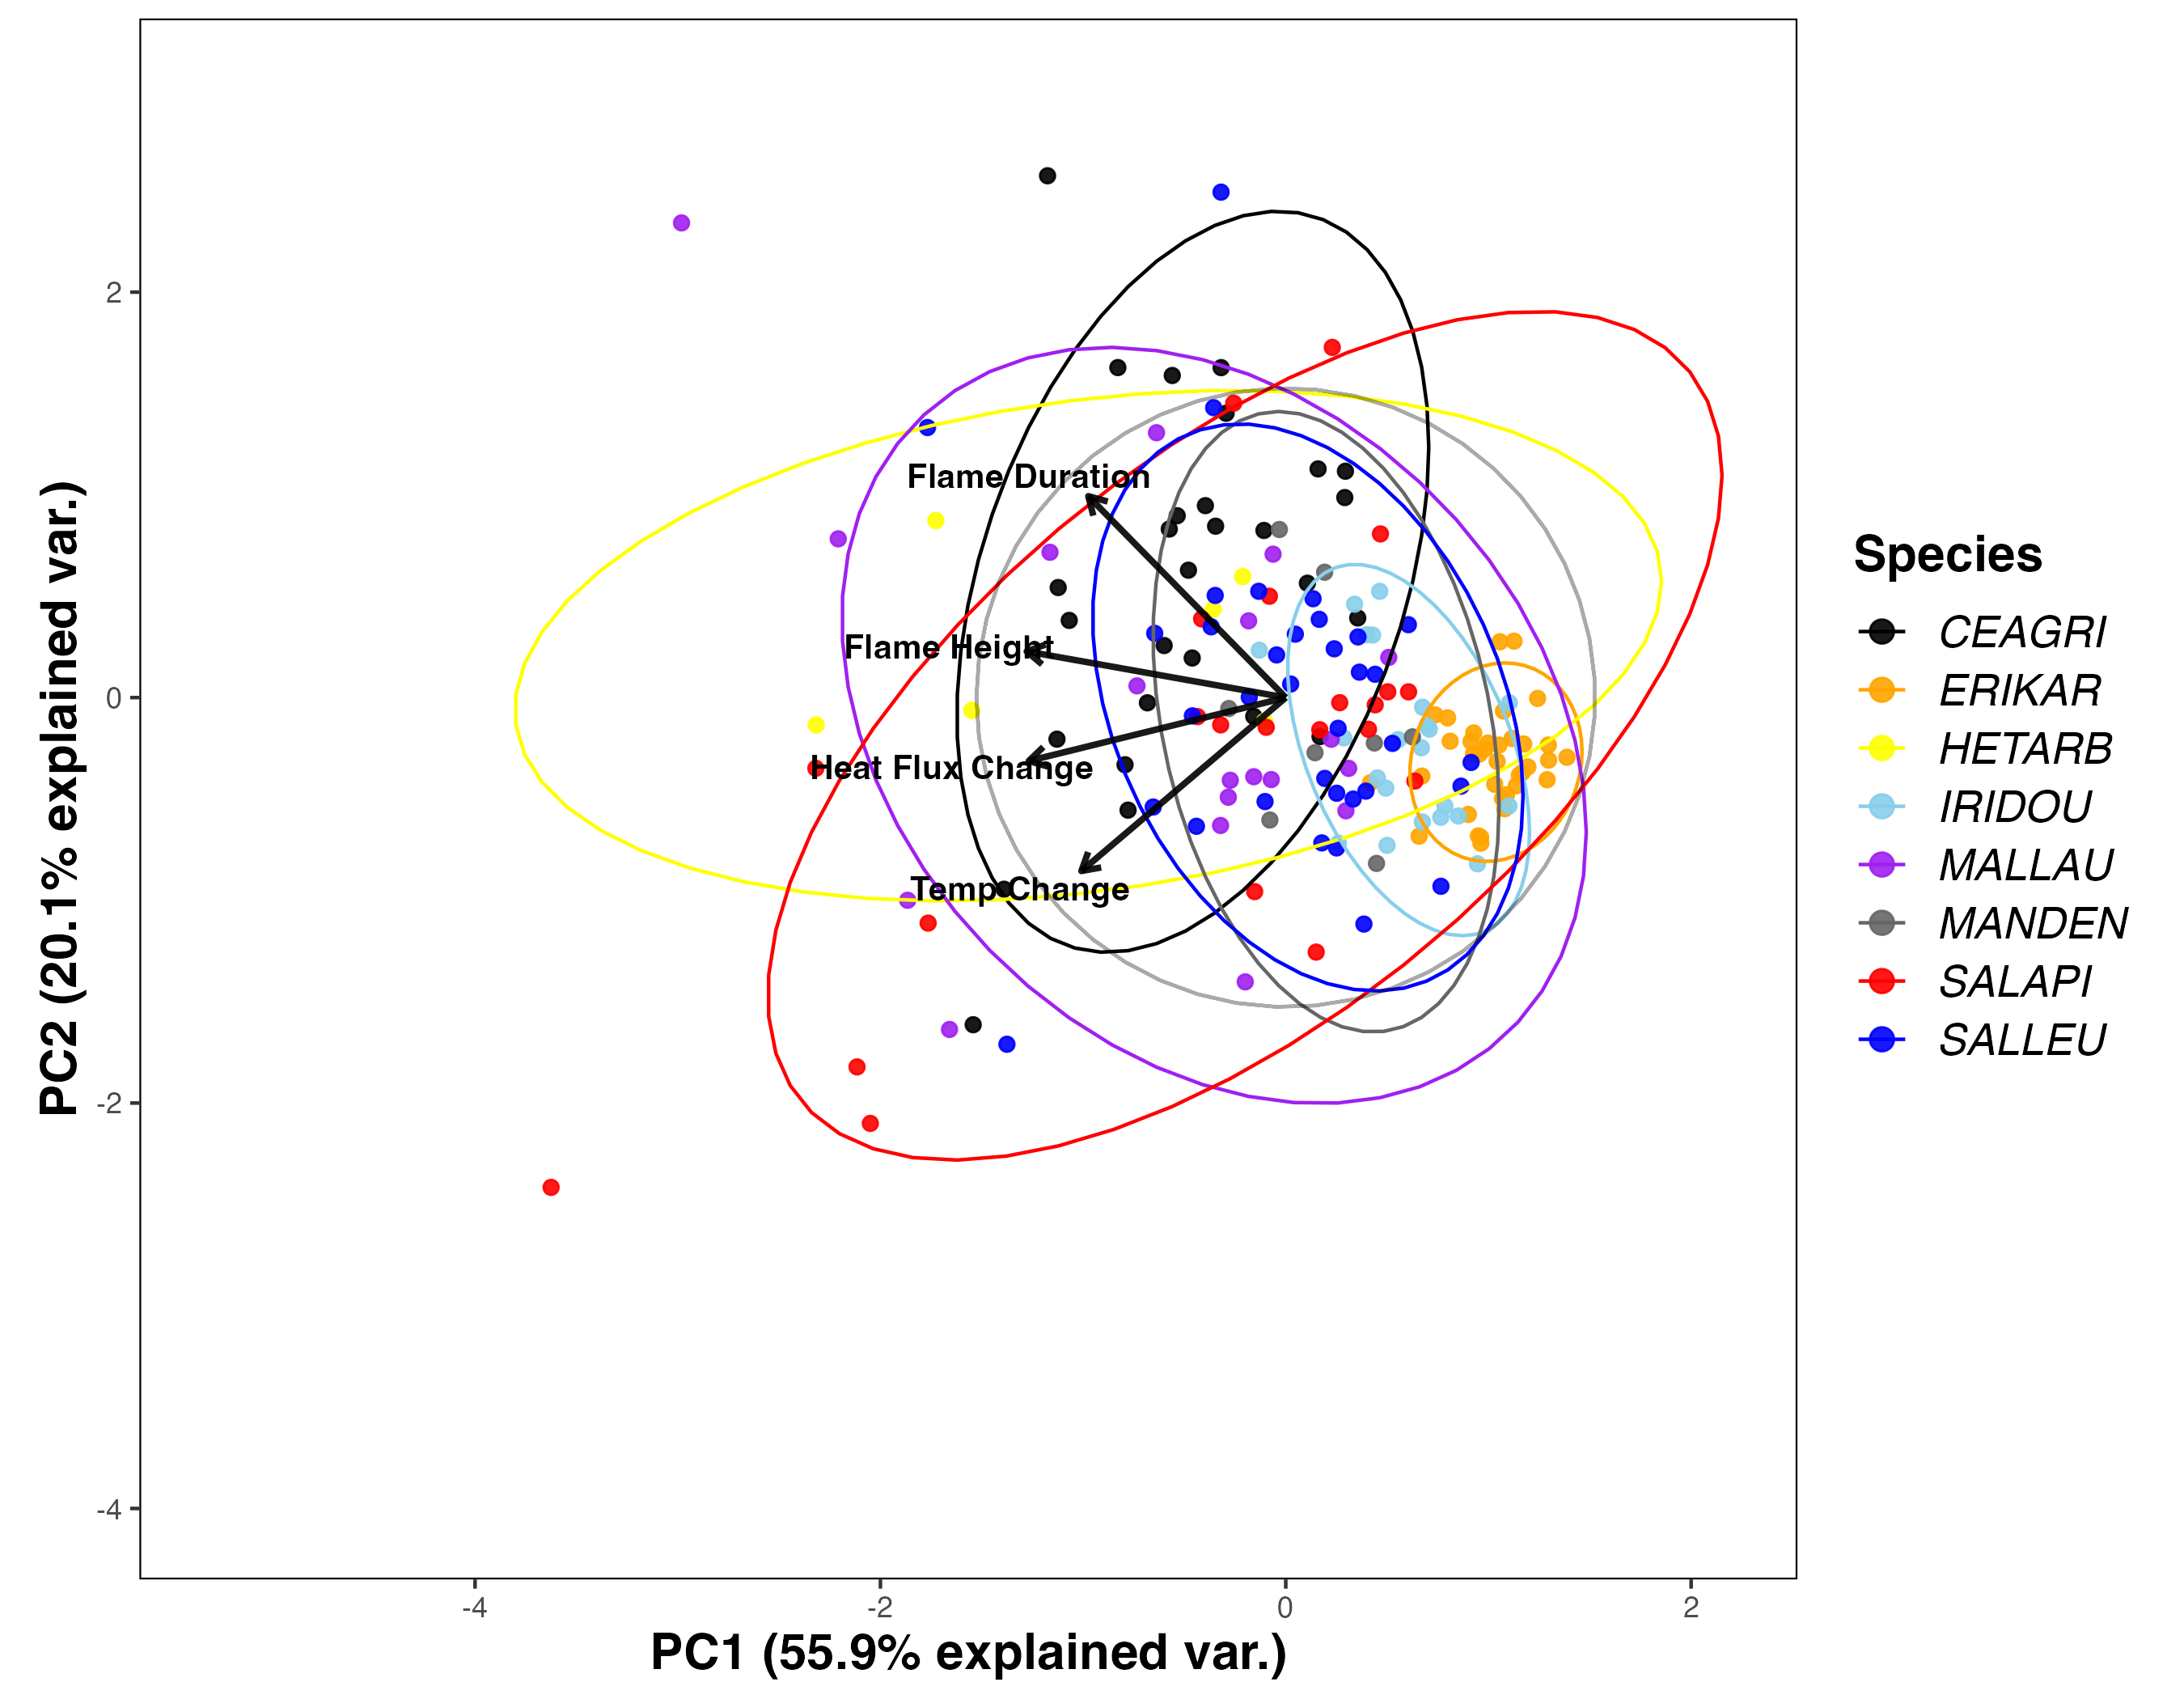 2
0
-2
-4
PC2 (20.1% explained var.)
Flame Duration
Flame Height
Heat Flux Change
Temp Change
-4
-2
0
2
PC1 (55.9% explained var.)
Species
CEAGRI
ERIKAR
HETARB
IRIDOU
MALLAU
MANDEN
SALAPI
SALLEU